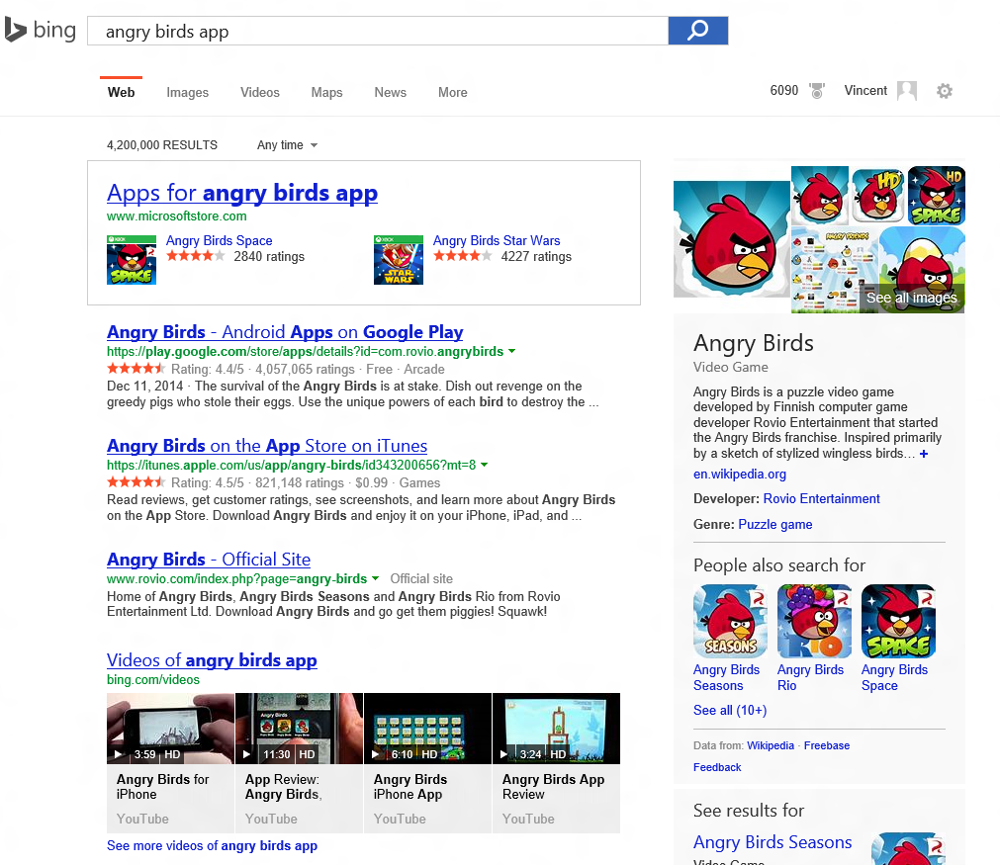 bing
angry birds app
Web Images Videos Maps News More
6090 Vincent
4,200,000 RESULTS Any time
Apps for angry birds app
www.microsoftstore.com
Angry Birds Space
2840 ratings
Angry Birds Star Wars
4227 ratings
Angry Birds - Android Apps on Google Play
https://play.google.com/store/apps/details?id=com.rovio.angrybirds
Rating: 4.4/5 · 4,057,065 ratings · Free · Arcade
Dec 11, 2014 · The survival of the Angry Birds is at stake. Dish out revenge on the
greedy pigs who stole their eggs. Use the unique powers of each bird to destroy the ...
Angry Birds on the App Store on iTunes
https://itunes.apple.com/us/app/angry-birds/id343200656?mt=8
Rating: 4.5/5 · 821,148 ratings · $0.99 · Games
Read reviews, get customer ratings, see screenshots, and learn more about Angry Birds
on the App Store. Download Angry Birds and enjoy it on your iPhone, iPad, and ...
Angry Birds - Official Site
www.rovio.com/index.php?page=angry-birds Official site
Home of Angry Birds, Angry Birds Seasons and Angry Birds Rio from Rovio
Entertainment Ltd. Download Angry Birds and go get them piggies! Squawk!
Videos of angry birds app
bing.com/videos
3:59 HD
Angry Birds for
iPhone
YouTube
Angry Birds
11:30 HD
App Review:
Angry Birds,
YouTube
6:10 HD
Angry Birds
iPhone App
YouTube
3:24 HD
Angry Birds App
Review
YouTube
See more videos of angry birds app
HD
HD
SPACE
See all images
Angry Birds
Video Game
Angry Birds is a puzzle video game
developed by Finnish computer game
developer Rovio Entertainment that started
the Angry Birds franchise. Inspired primarily
by a sketch of stylized wingless birds… +
en.wikipedia.org
Developer: Rovio Entertainment
Genre: Puzzle game
People also search for
SEASONS
RIO
SPACE
Angry Birds
Seasons
Angry Birds
Rio
Angry Birds
Space
See all (10+)
Data from: Wikipedia · Freebase
Feedback
See results for
Angry Birds Seasons
Video Game
XBOX
SPACE
XBOX
STAR
WARS